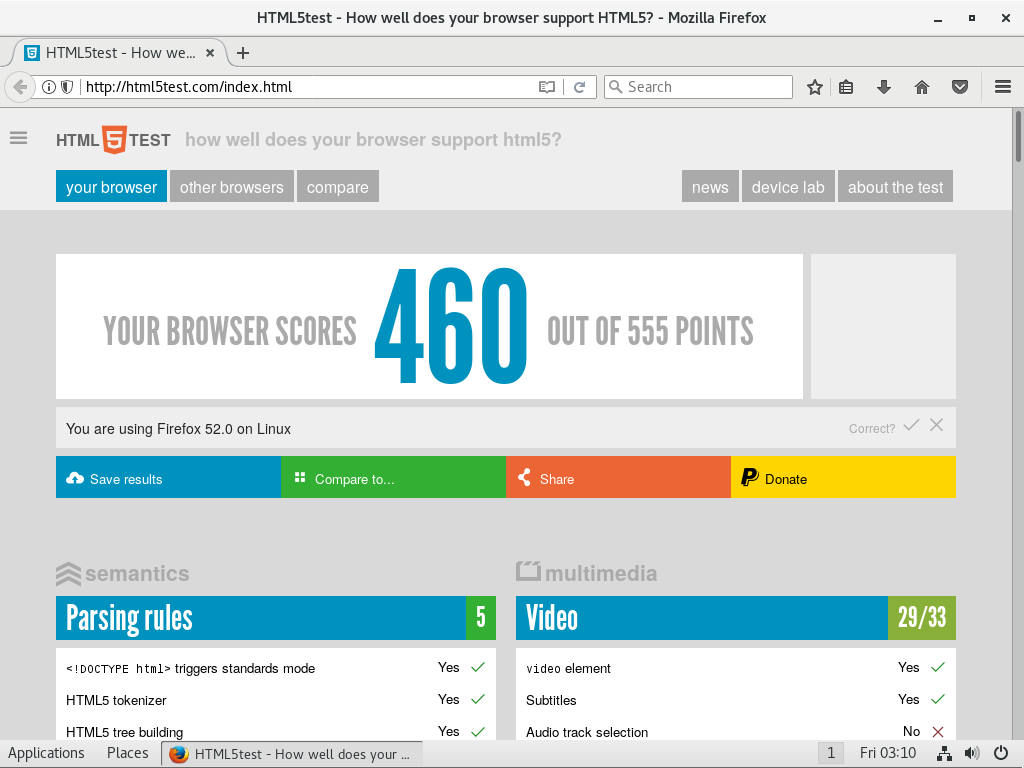 HTML5test - How well does your browser support HTML5? - Mozilla Firefox
HTML5test - How we...
http://html5test.com/index.html
Search
HTML 5 TEST how well does your browser support html5?
your browser other browsers compare news device lab about the test
YOUR BROWSER SCORES 460 OUT OF 555 POINTS
You are using Firefox 52.0 on Linux Correct?
Save results Compare to... Share Donate
semantics
Parsing rules 5
<!DOCTYPE html> triggers standards mode Yes
HTML5 tokenizer Yes
HTML5 tree building Yes
multimedia
Video 29/33
video element Yes
Subtitles Yes
Audio track selection No
Applications Places HTML5test - How well does your ... 1 Fri 03:10